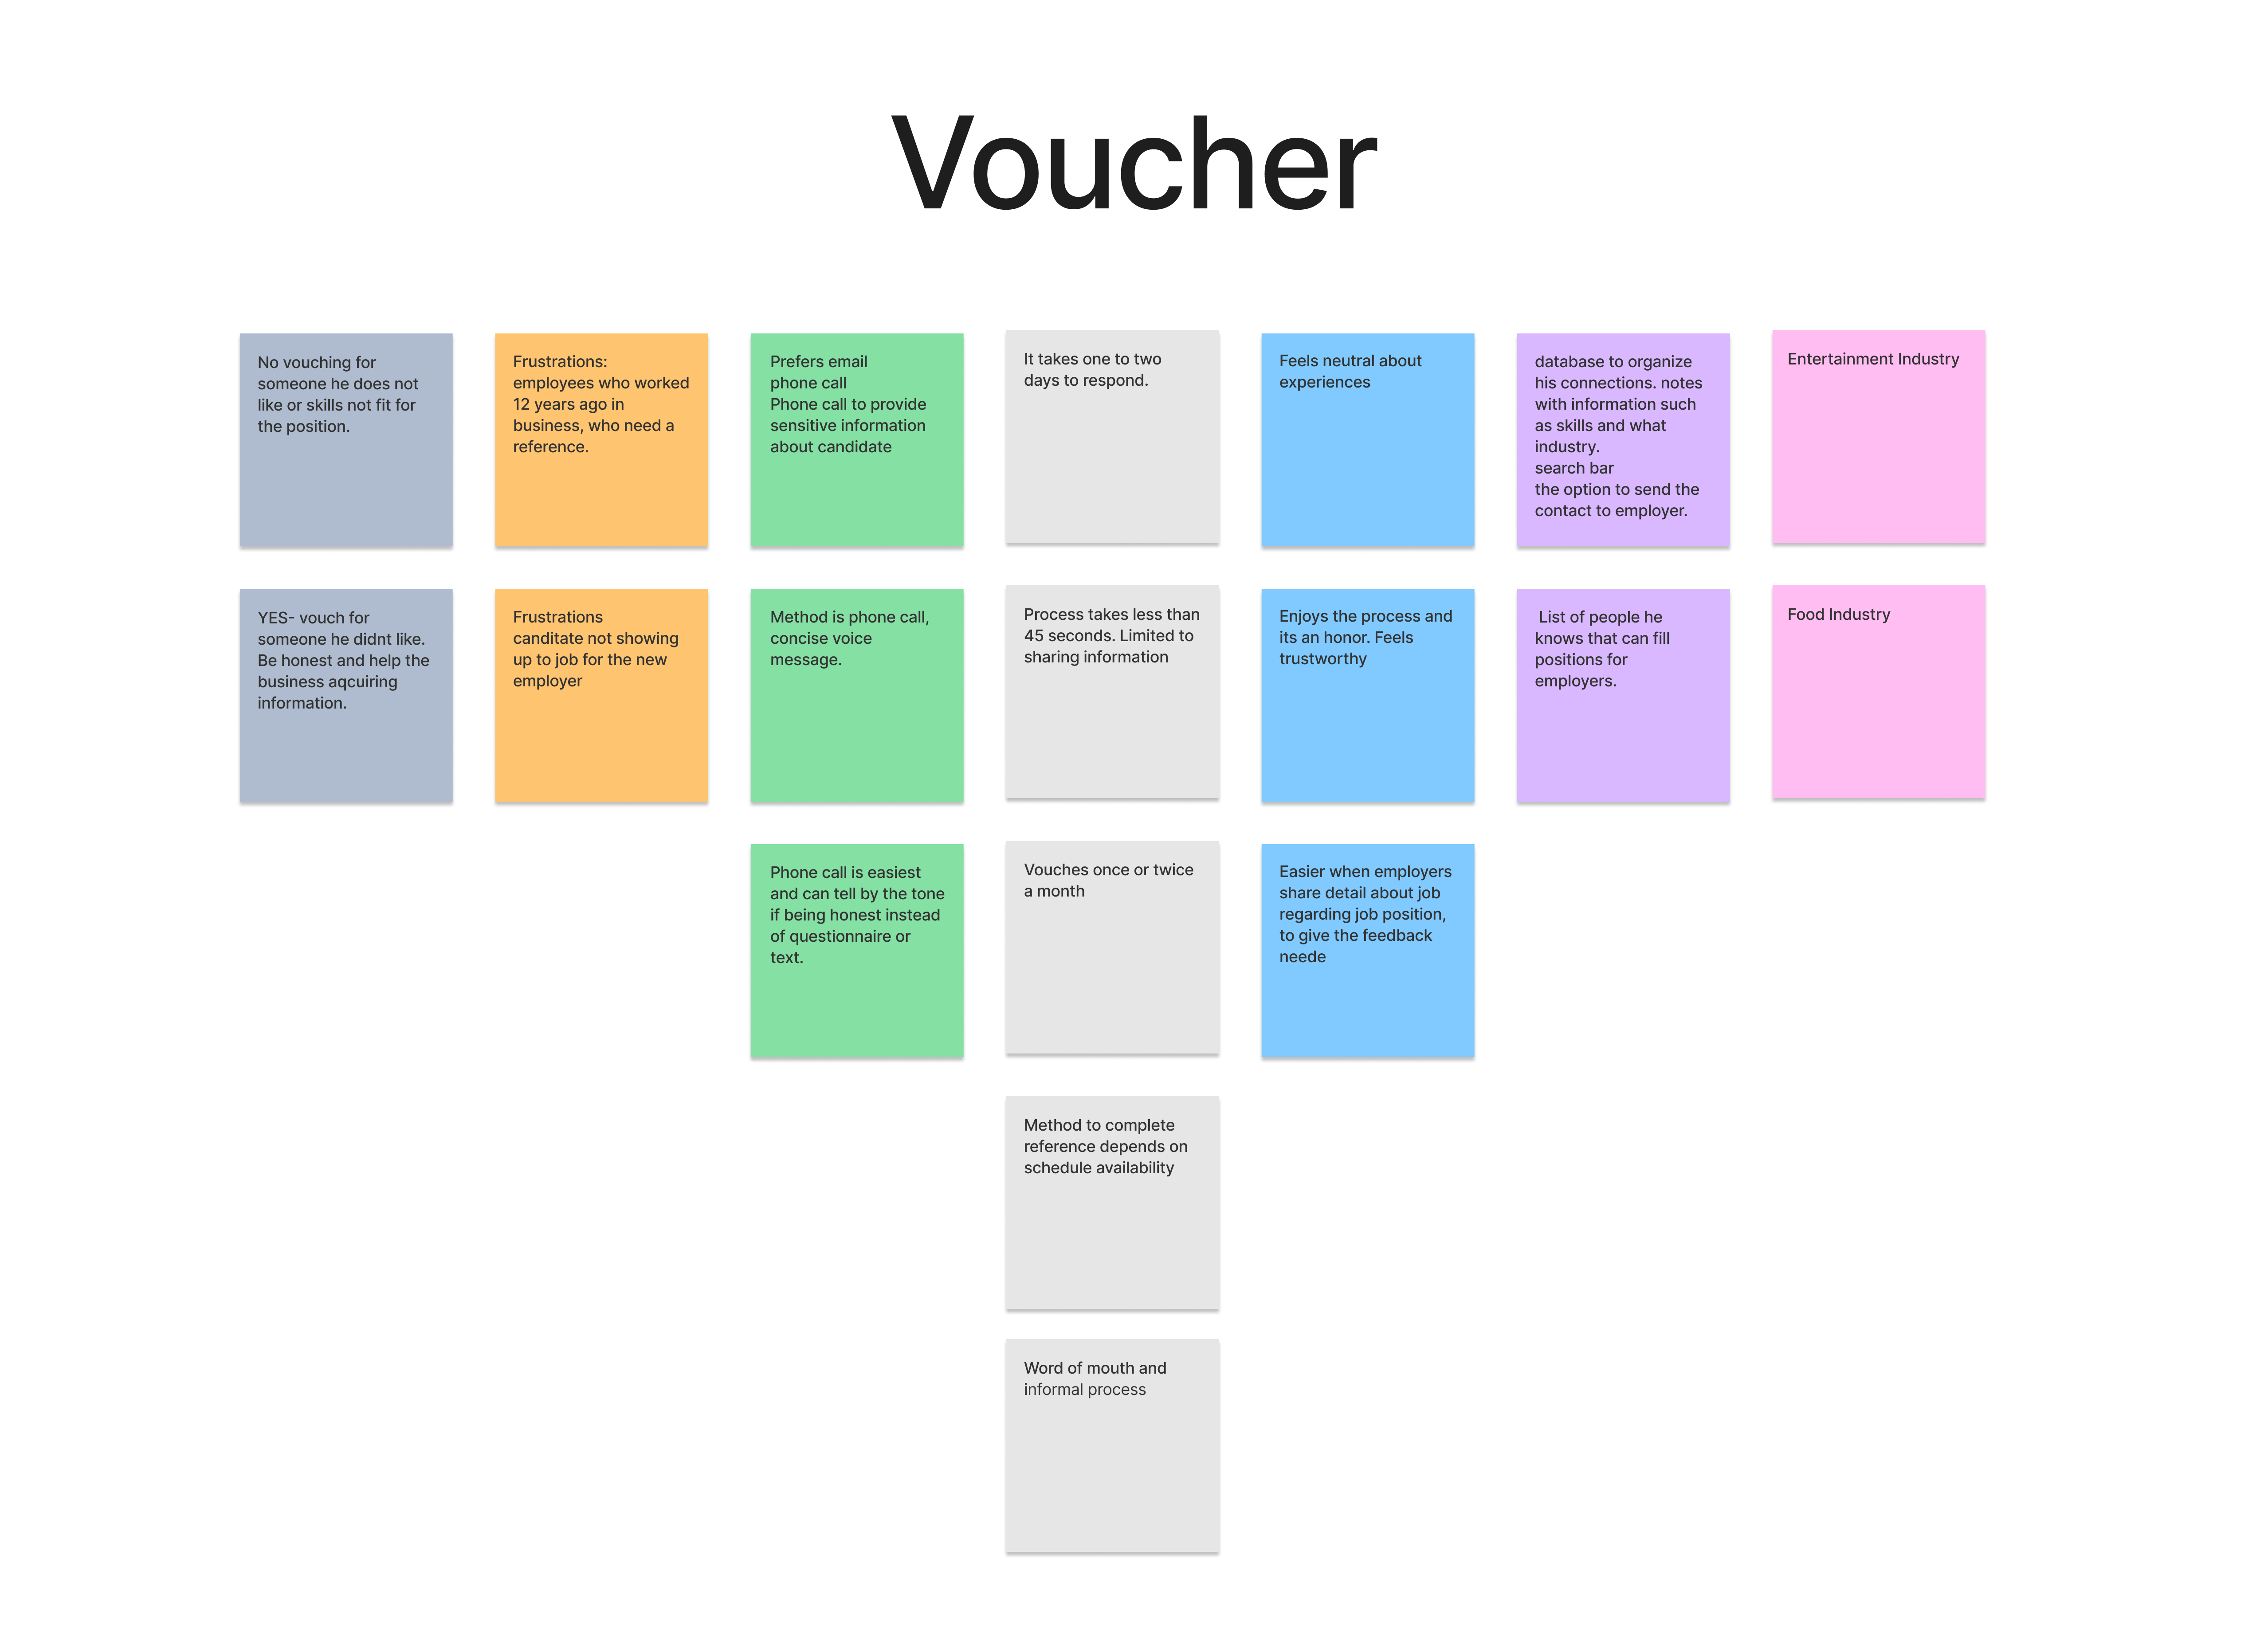 Voucher
No vouching for
someone he does not
like or skills not fit for
the position.
Frustrations:
employees who worked
12 years ago in
business, who need a
reference.
Prefers email
phone call
Phone call to provide
sensitive information
about candidate
It takes one to two
days to respond.
Feels neutral about
experiences
database to organize
his connections. notes
with information such
as skills and what
industry.
search bar
the option to send the
contact to employer.
Entertainment Industry
YES- vouch for
someone he didnt like.
Be honest and help the
business aqcuiring
information.
Frustrations
canditate not showing
up to job for the new
employer
Method is phone call,
concise voice
message.
Process takes less than
45 seconds. Limited to
sharing information
Enjoys the process and
its an honor. Feels
trustworthy
List of people he
knows that can fill
positions for
employers.
Food Industry
Phone call is easiest
and can tell by the tone
if being honest instead
of questionnaire or
text.
Vouches once or twice
a month
Easier when employers
share detail about job
regarding job position,
to give the feedback
neede
Method to complete
reference depends on
schedule availability
Word of mouth and
informal process